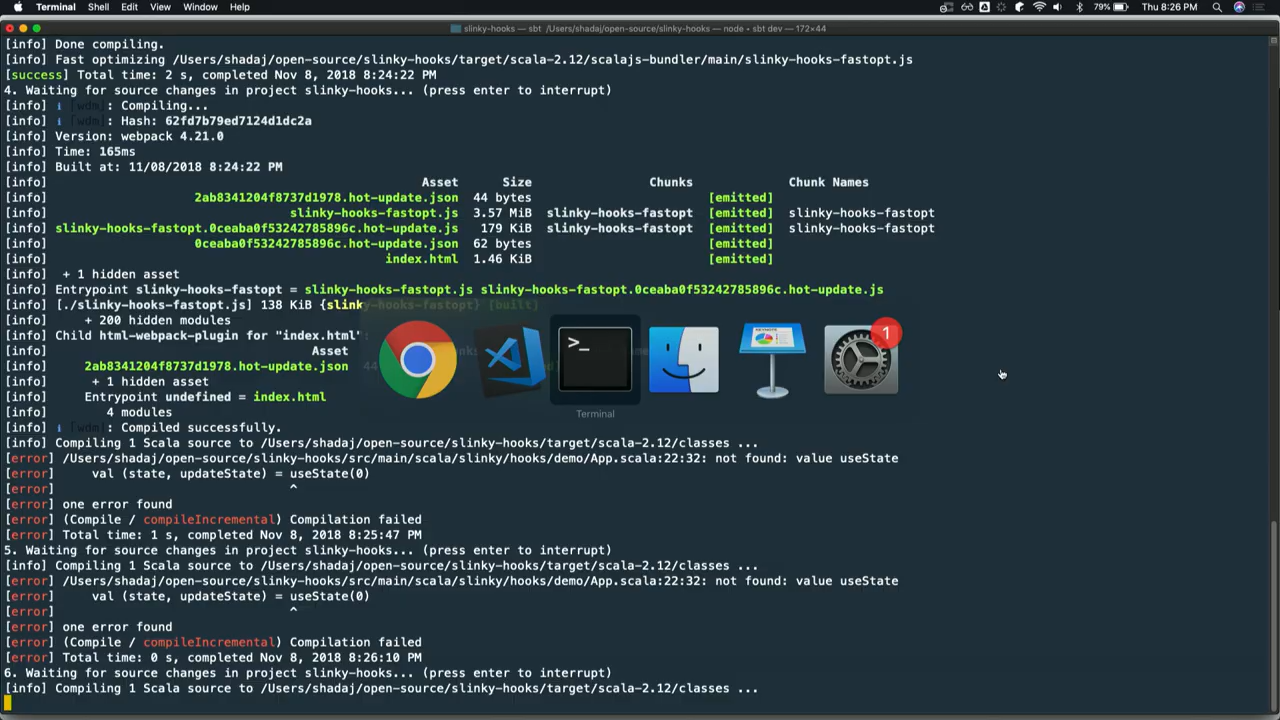 Terminal Shell Edit View Window Help 79% Thu 8:26 PM
slinky-hooks — sbt /Users/shadaj/open-source/slinky-hooks — node • sbt dev — 172×44
[info] Done compiling.
[info] Fast optimizing /Users/shadaj/open-source/slinky-hooks/target/scala-2.12/scalajs-bundler/main/slinky-hooks-fastopt.js
[success] Total time: 2 s, completed Nov 8, 2018 8:24:22 PM
4. Waiting for source changes in project slinky-hooks... (press enter to interrupt)
[info] ℹ ｢wdm｣: Compiling...
[info] ℹ ｢wdm｣: Hash: 62fd7b79ed7124d1dc2a
[info] Version: webpack 4.21.0
[info] Time: 165ms
[info] Built at: 11/08/2018 8:24:22 PM
[info] Asset Size Chunks Chunk Names
[info] 2ab8341204f8737d1978.hot-update.json 44 bytes [emitted]
[info] slinky-hooks-fastopt.js 3.57 MiB slinky-hooks-fastopt [emitted] slinky-hooks-fastopt
[info] slinky-hooks-fastopt.0ceaba0f53242785896c.hot-update.js 179 KiB slinky-hooks-fastopt [emitted] slinky-hooks-fastopt
[info] 0ceaba0f53242785896c.hot-update.json 62 bytes [emitted]
[info] index.html 1.46 KiB [emitted]
[info] + 1 hidden asset
[info] Entrypoint slinky-hooks-fastopt = slinky-hooks-fastopt.js slinky-hooks-fastopt.0ceaba0f53242785896c.hot-update.js
[info] [./slinky-hooks-fastopt.js] 138 KiB {slinky-hooks-fastopt} [built]
[info] + 200 hidden modules
[info] Child html-webpack-plugin for "index.html":
[info] Asset
[info] 2ab8341204f8737d1978.hot-update.json 44
[info] + 1 hidden asset
[info] Entrypoint undefined = index.html
[info] 4 modules
[info] ℹ ｢wdm｣: Compiled successfully.
[info] Compiling 1 Scala source to /Users/shadaj/open-source/slinky-hooks/target/scala-2.12/classes ...
[error] /Users/shadaj/open-source/slinky-hooks/src/main/scala/slinky/hooks/demo/App.scala:22:32: not found: value useState
[error] val (state, updateState) = useState(0)
[error] ^
[error] one error found
[error] (Compile / compileIncremental) Compilation failed
[error] Total time: 1 s, completed Nov 8, 2018 8:25:47 PM
5. Waiting for source changes in project slinky-hooks... (press enter to interrupt)
[info] Compiling 1 Scala source to /Users/shadaj/open-source/slinky-hooks/target/scala-2.12/classes ...
[error] /Users/shadaj/open-source/slinky-hooks/src/main/scala/slinky/hooks/demo/App.scala:22:32: not found: value useState
[error] val (state, updateState) = useState(0)
[error] ^
[error] one error found
[error] (Compile / compileIncremental) Compilation failed
[error] Total time: 0 s, completed Nov 8, 2018 8:26:10 PM
6. Waiting for source changes in project slinky-hooks... (press enter to interrupt)
[info] Compiling 1 Scala source to /Users/shadaj/open-source/slinky-hooks/target/scala-2.12/classes ...
>_
KEYNOTE
1
Terminal